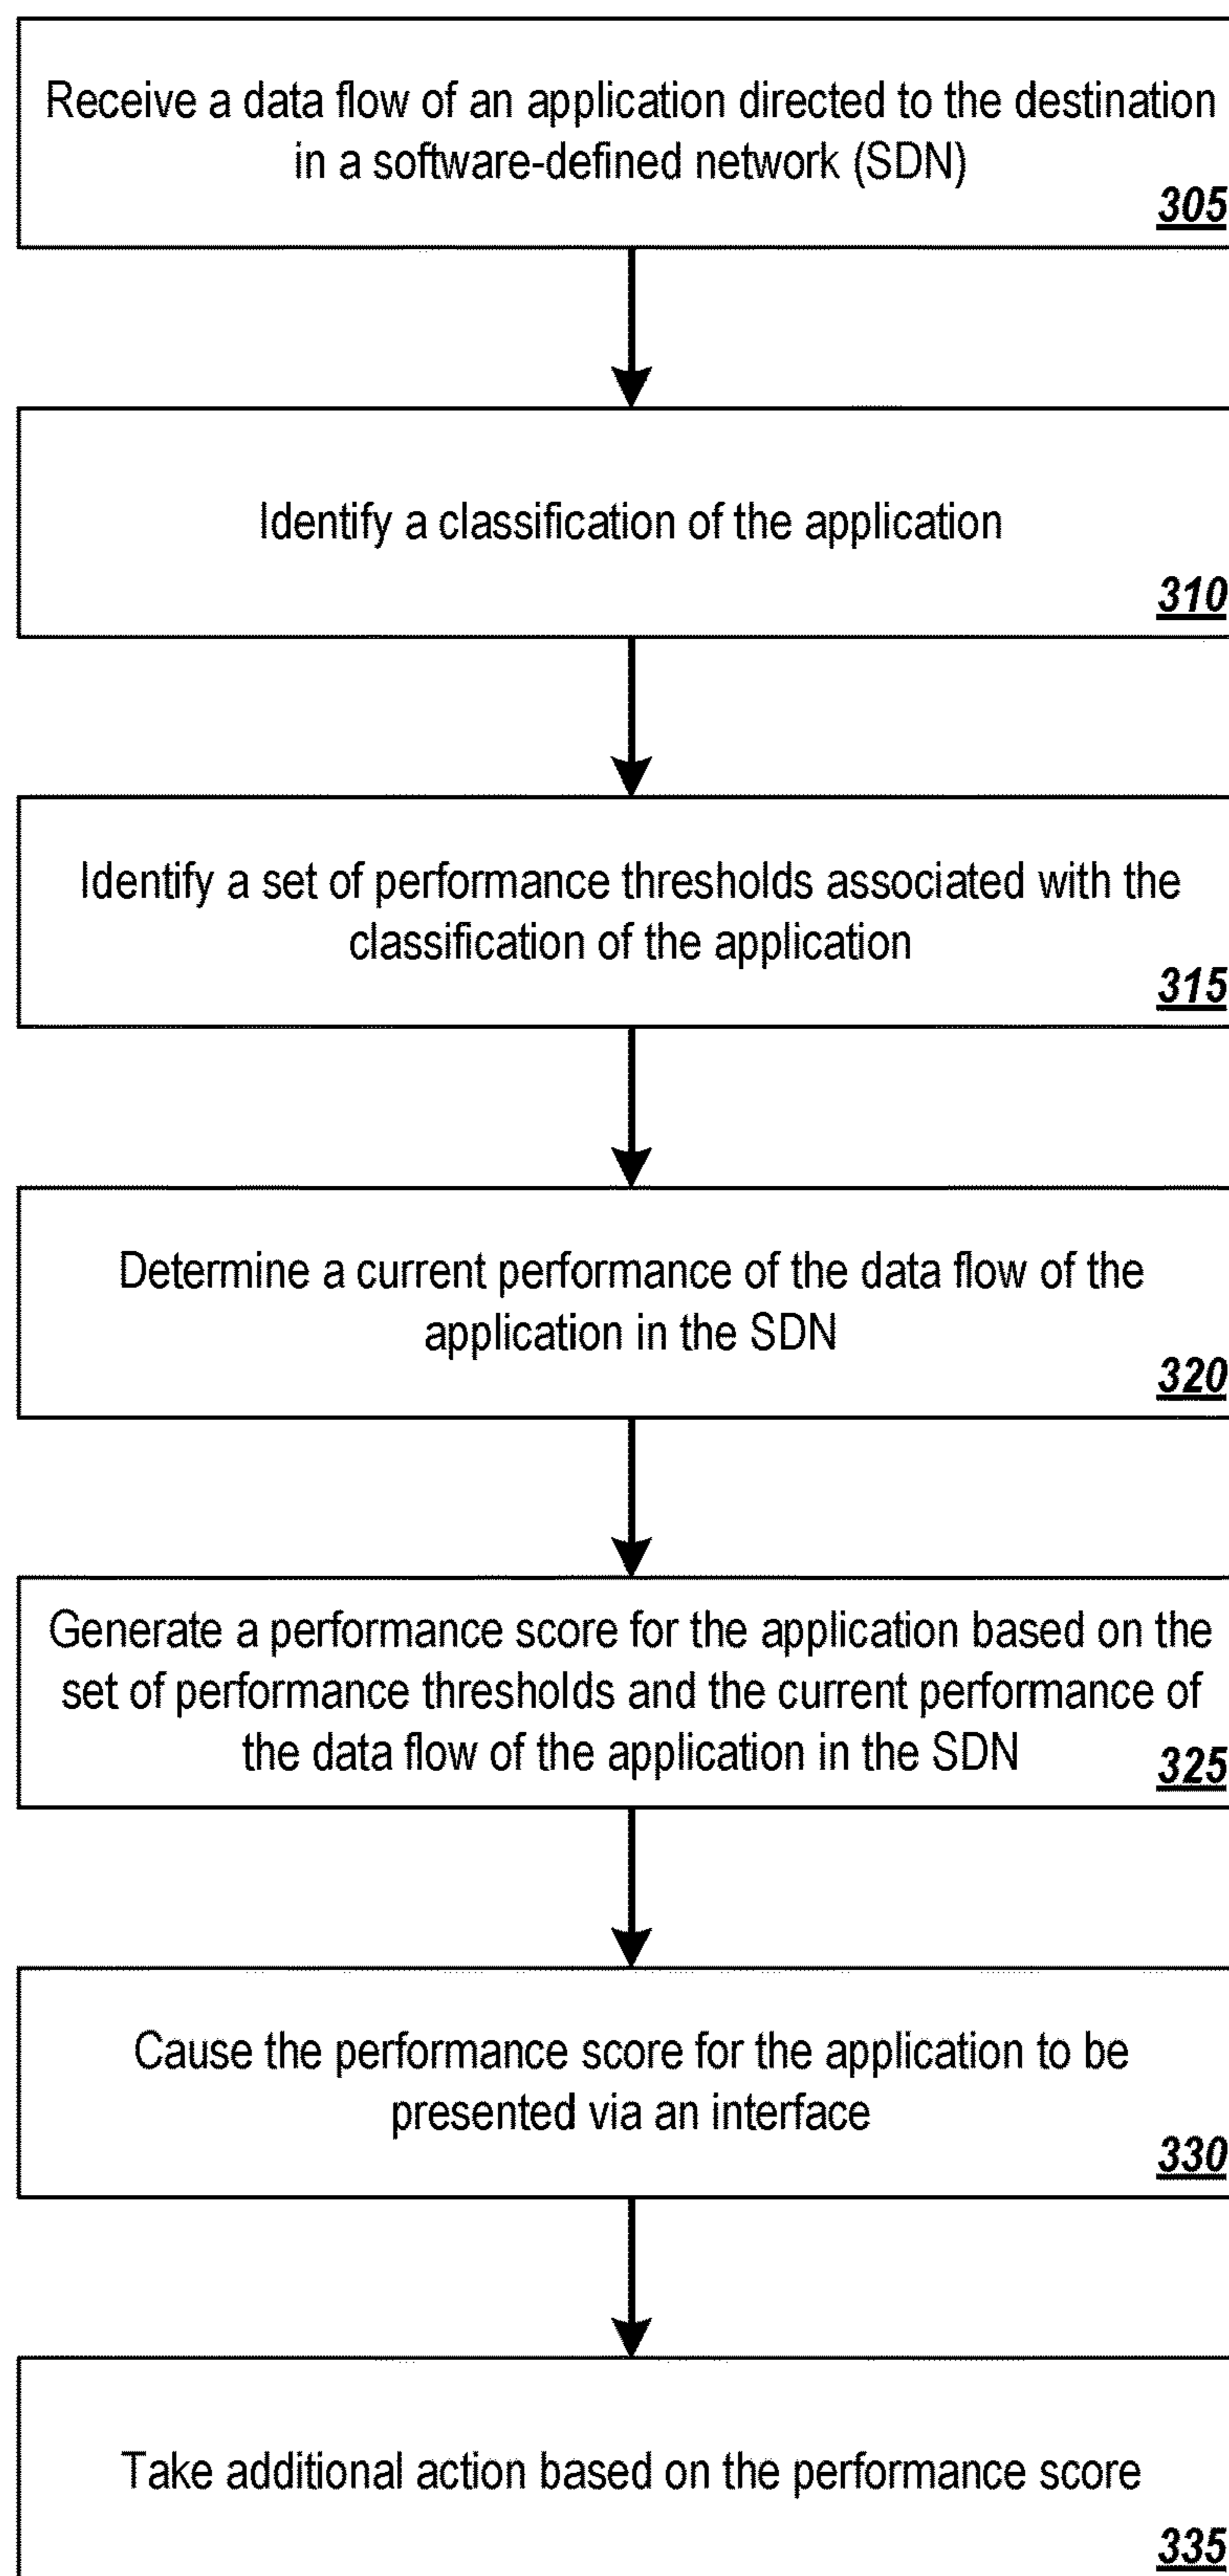 Receive a data flow of an application directed to the destination
in a software-defined network (SDN)
305
Identify a classification of the application
310
Identify a set of performance thresholds associated with the
classification of the application
315
Determine a current performance of the data flow of the
application in the SDN
320
Generate a performance score for the application based on the
set of performance thresholds and the current performance of
the data flow of the application in the SDN
325
Cause the performance score for the application to be
presented via an interface
330
Take additional action based on the performance score
335